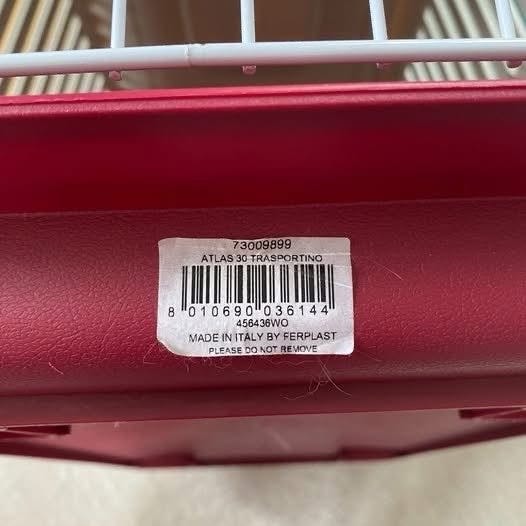 73009899
ATLAS 30 TRASPORTINO
8 010690 036144
456436WO
MADE IN ITALY BY FERPLAST
PLEASE DO NOT REMOVE